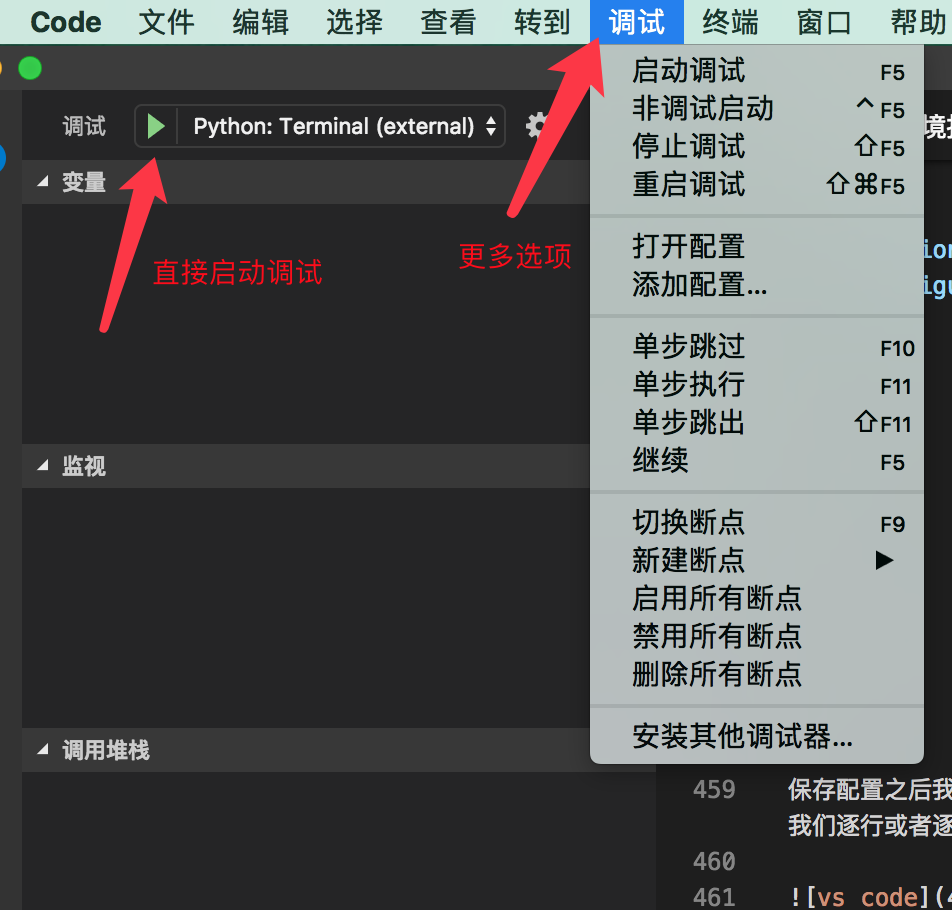 Code 文件 编辑 选择 查看 转到 调试 终端 窗口 帮助
调试 Python: Terminal (external)
变量
直接启动调试
更多选项
监视
调用堆栈
启动调试 F5
非调试启动 ⌃F5
停止调试 ⇧F5
重启调试 ⇧⌘F5
打开配置
添加配置...
单步跳过 F10
单步执行 F11
单步跳出 ⇧F11
继续 F5
切换断点 F9
新建断点 ▶
启用所有断点
禁用所有断点
删除所有断点
安装其他调试器...
境
ion
igu
459 保存配置之后我
我们逐行或者逐
460
461 ![vs code](